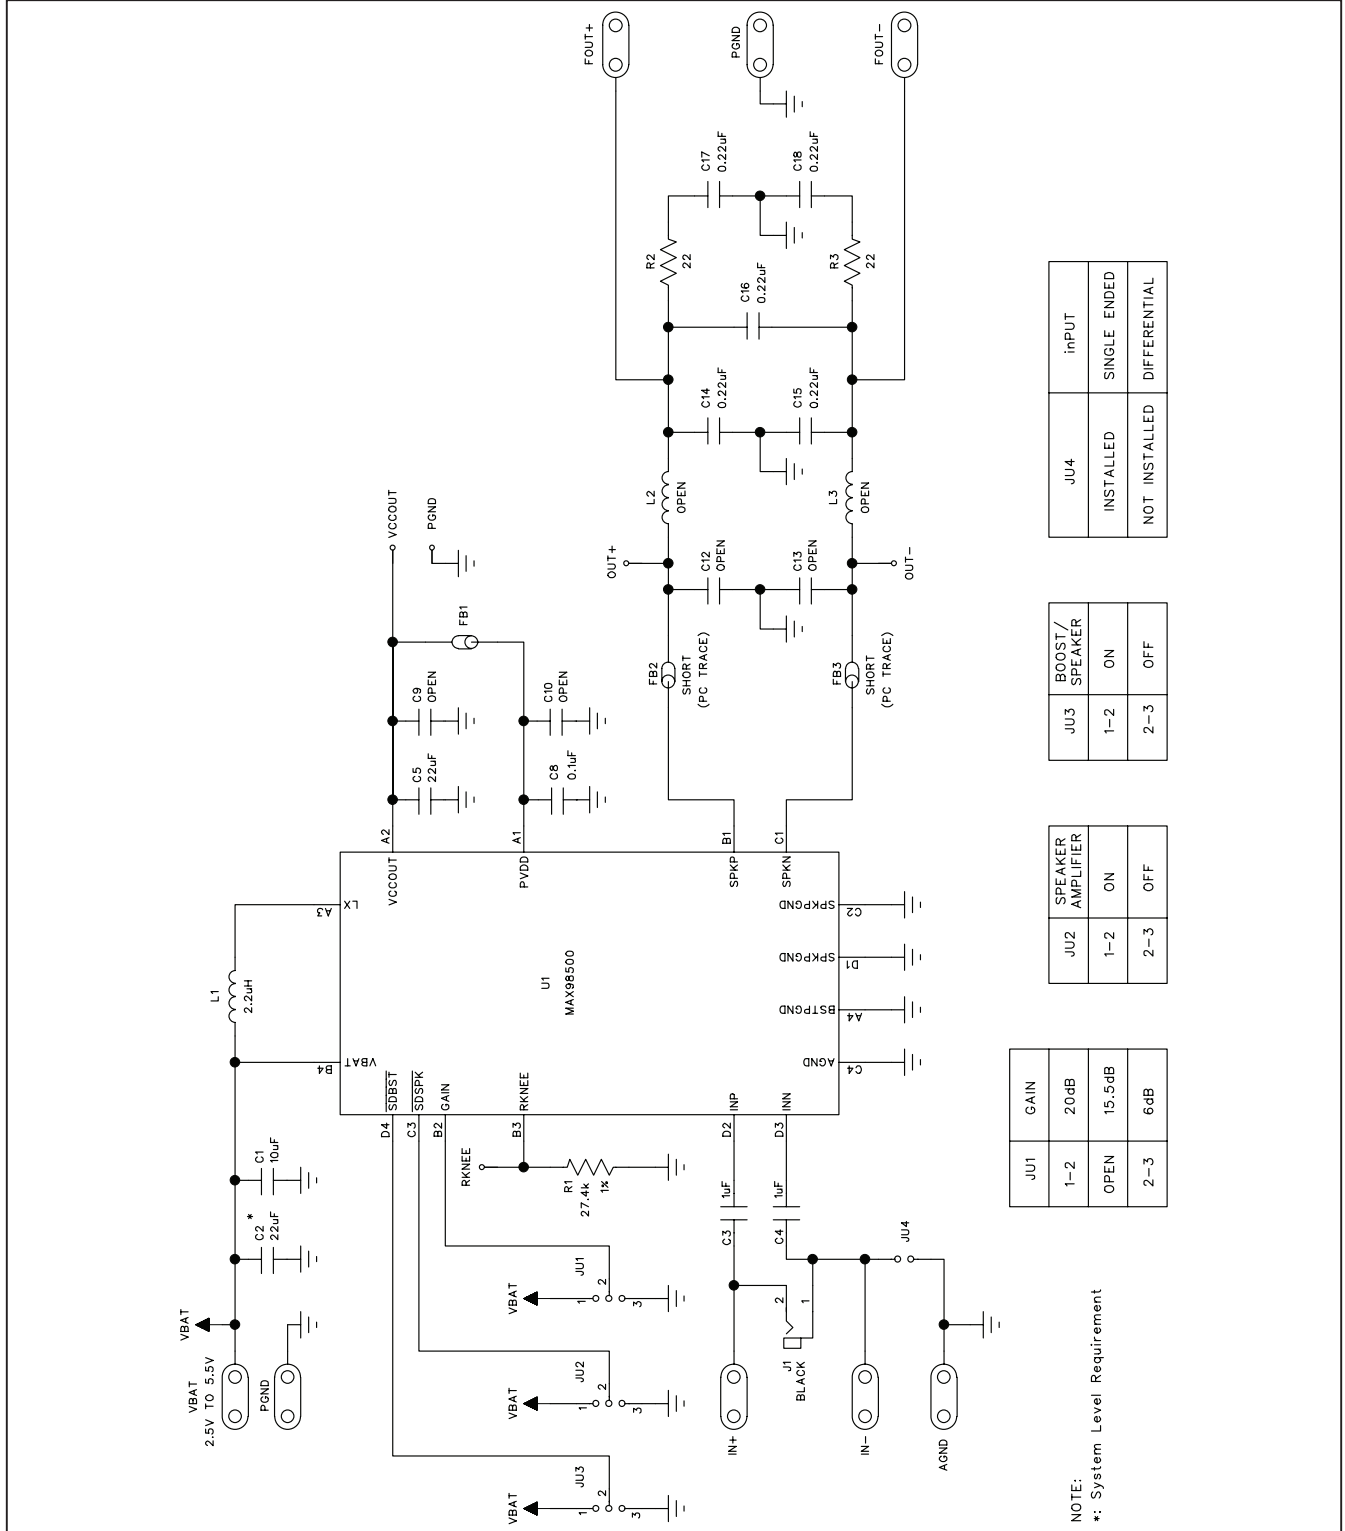 FOUT+
PGND
FOUT-
C17
0.22uF
C18
0.22uF
R2
22
R3
22
C16
0.22uF
C14
0.22uF
C15
0.22uF
L2
OPEN
L3
OPEN
OUT+
OUT-
C12
OPEN
C13
OPEN
FB2
SHORT
(PC TRACE)
FB3
SHORT
(PC TRACE)
VCCOUT
PGND
FB1
C9
OPEN
C10
OPEN
C5
22uF
C8
0.1uF
A2
A1
B1
C1
VCCOUT
PVDD
SPKP
SPKN
L1
2.2uH
A3
LX
B4
VBAT
U1
MAX98500
SPKPGND
C2
SPKPGND
D1
BSTPGND
A4
AGND
C4
SDBST
SDSPK
GAIN
RKNEE
INP
INN
D4
C3
B2
B3
D2
D3
C1
10uF
C2
*
22uF
VBAT
VBAT
2.5V TO 5.5V
PGND
RKNEE
R1
27.4k
1%
C3
1uF
C4
1uF
VBAT
JU1
1
2
3
VBAT
JU2
1
2
3
VBAT
JU3
1
2
3
JU4
2
1
J1
BLACK
IN+
IN-
AGND
JU1 GAIN
1-2 20dB
OPEN 15.5dB
2-3 6dB
JU2 SPEAKER
AMPLIFIER
1-2 ON
2-3 OFF
JU3 BOOST/
SPEAKER
1-2 ON
2-3 OFF
JU4 inPUT
INSTALLED SINGLE ENDED
NOT INSTALLED DIFFERENTIAL
NOTE:
*: System Level Requirement